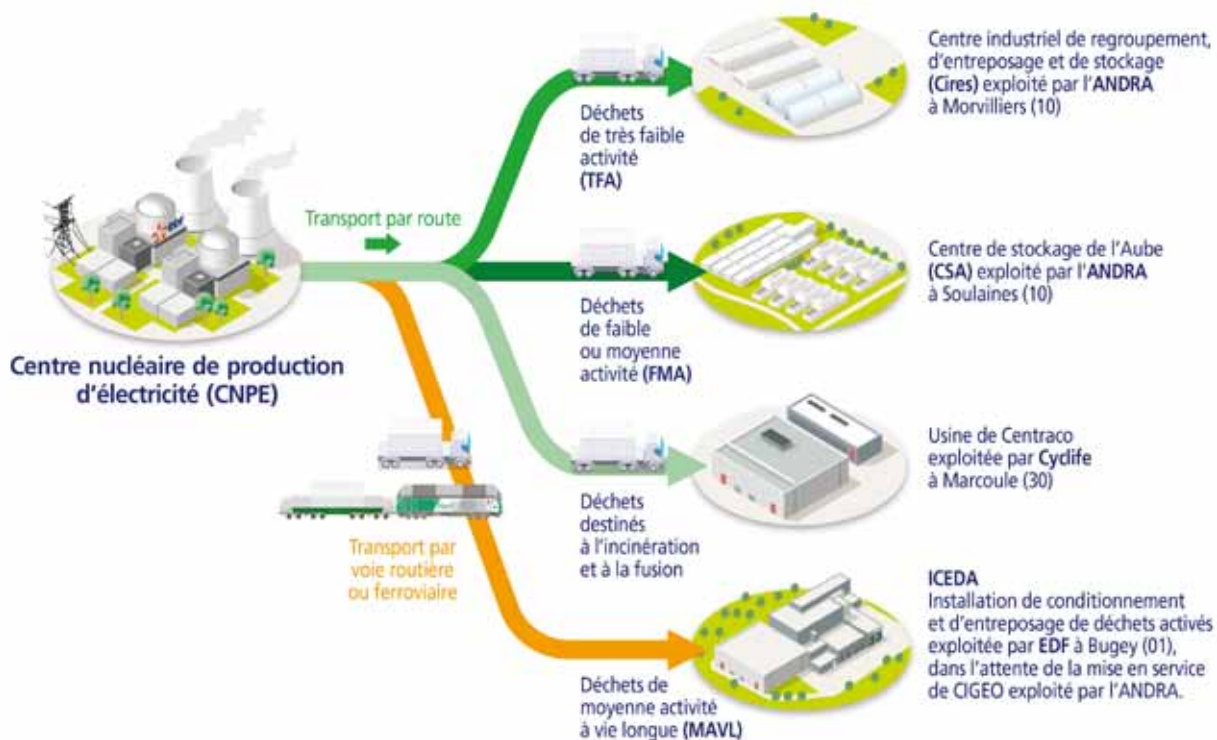 Centre industriel de regroupement,
d'entreposage et de stockage
(Cires) exploité par l'ANDRA
à Morvilliers (10)
Déchets
de très faible
activité
(TFA)
Transport par route
Centre de stockage de l'Aube
(CSA) exploité par l'ANDRA
à Soulaines (10)
Déchets
de faible
ou moyenne
activité (FMA)
Centre nucléaire de production
d'électricité (CNPE)
Usine de Centraco
exploitée par Cyclife
à Marcoule (30)
Déchets
destinés
à l'incinération
et à la fusion
Transport par
voie routière
ou ferroviaire
ICEDA
Installation de conditionnement
et d'entreposage de déchets activés
exploitée par EDF à Bugey (01),
dans l'attente de la mise en service
de CIGEO exploité par l'ANDRA.
Déchets de
moyenne activité
à vie longue (MAVL)